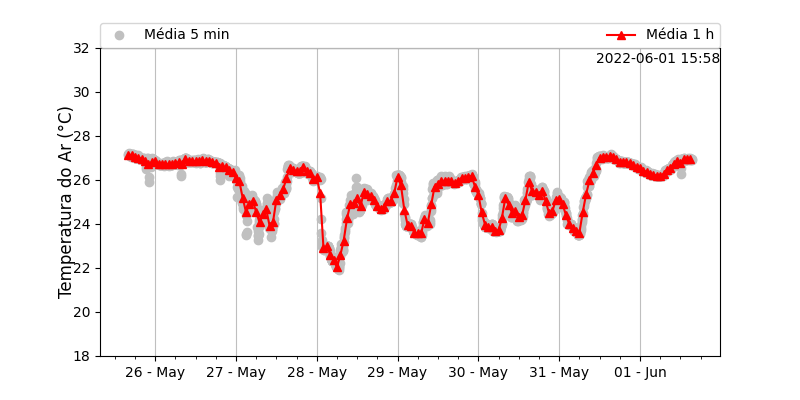 Média 5 min
Média 1 h
2022-06-01 15:58
Temperatura do Ar (°C)
32
30
28
26
24
22
20
18
26 - May
27 - May
28 - May
29 - May
30 - May
31 - May
01 - Jun